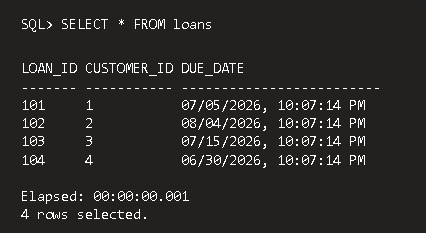 SQL> SELECT * FROM loans
LOAN_ID CUSTOMER_ID DUE_DATE
------- ----------- ------------------------
101     1           07/05/2026, 10:07:14 PM
102     2           08/04/2026, 10:07:14 PM
103     3           07/15/2026, 10:07:14 PM
104     4           06/30/2026, 10:07:14 PM
Elapsed: 00:00:00.001
4 rows selected.